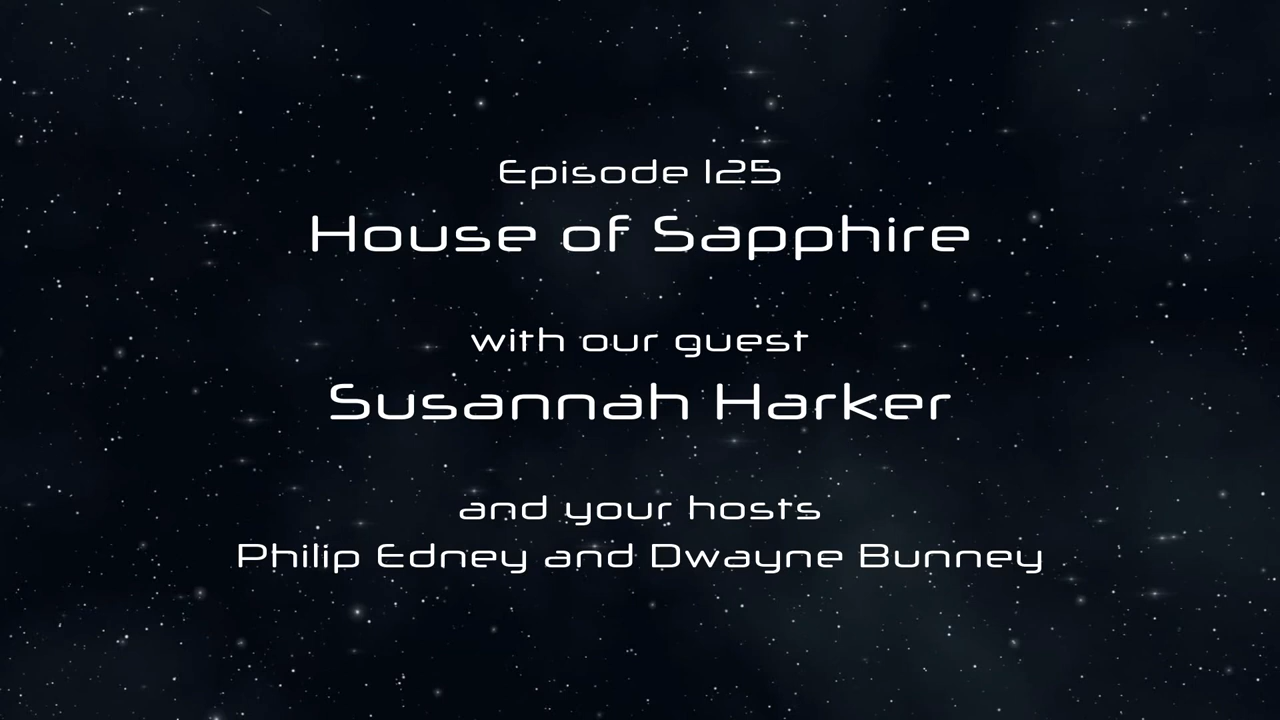 Episode 125
House of Sapphire
with our guest
Susannah Harker
and your hosts
Philip Edney and Dwayne Bunney